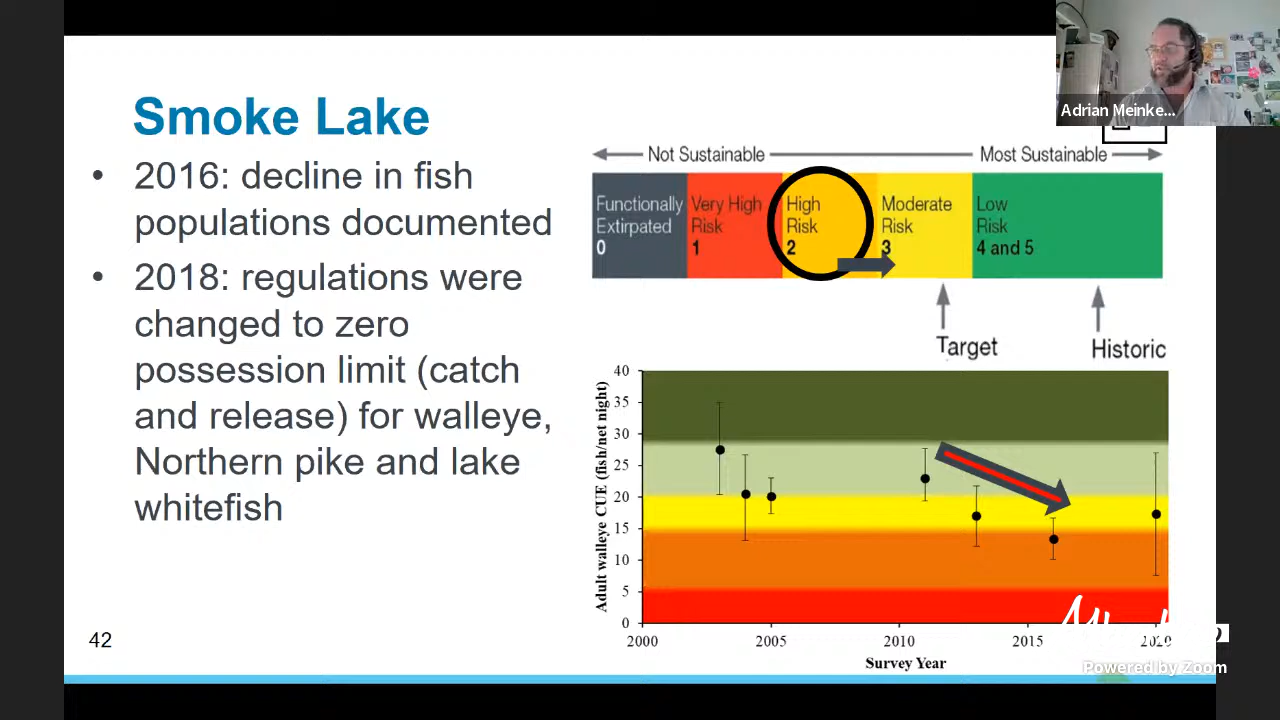 Adrian Meinke...
Smoke Lake
• 2016: decline in fish
populations documented
• 2018: regulations were
changed to zero
possession limit (catch
and release) for walleye,
Northern pike and lake
whitefish
Not Sustainable
Most Sustainable
Functionally
Extirpated
0
Very High
Risk
1
High
Risk
2
Moderate
Risk
3
Low
Risk
4 and 5
Target
Historic
Adult walleye CUE (fish/net night)
40
35
30
25
20
15
10
5
0
2000
2005
2010
2015
2020
Survey Year
42
Powered by Zoom